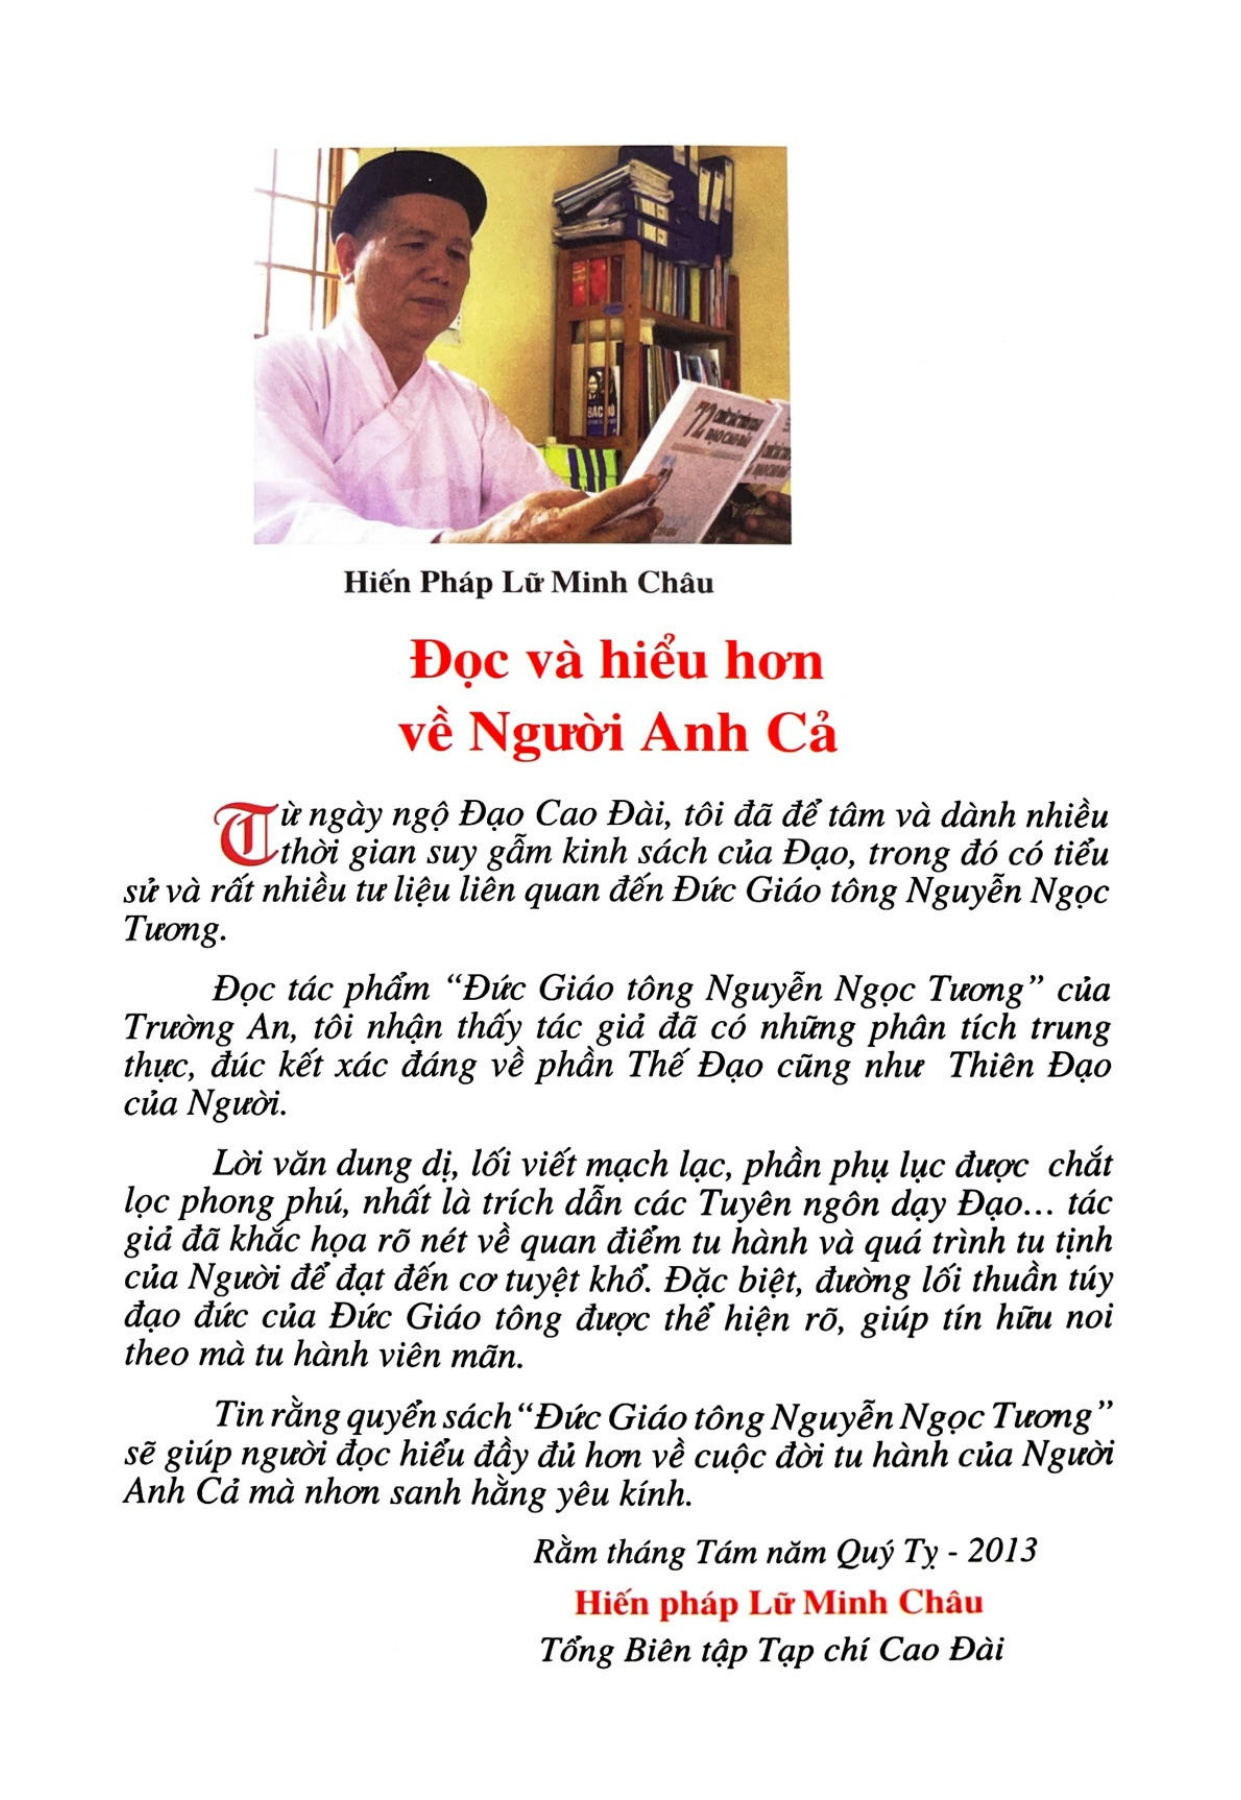 BÁC HỒ
72
ĐẠO CAO ĐÀI
Hiến Pháp Lữ Minh Châu
Đọc và hiểu hơn
về Người Anh Cả
Từ ngày ngộ Đạo Cao Đài, tôi đã để tâm và dành nhiều
thời gian suy gẫm kinh sách của Đạo, trong đó có tiểu
sử và rất nhiều tư liệu liên quan đến Đức Giáo tông Nguyễn Ngọc
Tương.
Đọc tác phẩm “Đức Giáo tông Nguyễn Ngọc Tương” của
Trường An, tôi nhận thấy tác giả đã có những phân tích trung
thực, đúc kết xác đáng về phần Thế Đạo cũng như Thiên Đạo
của Người.
Lời văn dung dị, lối viết mạch lạc, phần phụ lục được chắt
lọc phong phú, nhất là trích dẫn các Tuyên ngôn dạy Đạo... tác
giả đã khắc họa rõ nét về quan điểm tu hành và quá trình tu tịnh
của Người để đạt đến cơ tuyệt khổ. Đặc biệt, đường lối thuần túy
đạo đức của Đức Giáo tông được thể hiện rõ, giúp tín hữu noi
theo mà tu hành viên mãn.
Tin rằng quyển sách “Đức Giáo tông Nguyễn Ngọc Tương”
sẽ giúp người đọc hiểu đầy đủ hơn về cuộc đời tu hành của Người
Anh Cả mà nhơn sanh hằng yêu kính.
Rằm tháng Tám năm Quý Tỵ - 2013
Hiến pháp Lữ Minh Châu
Tổng Biên tập Tạp chí Cao Đài